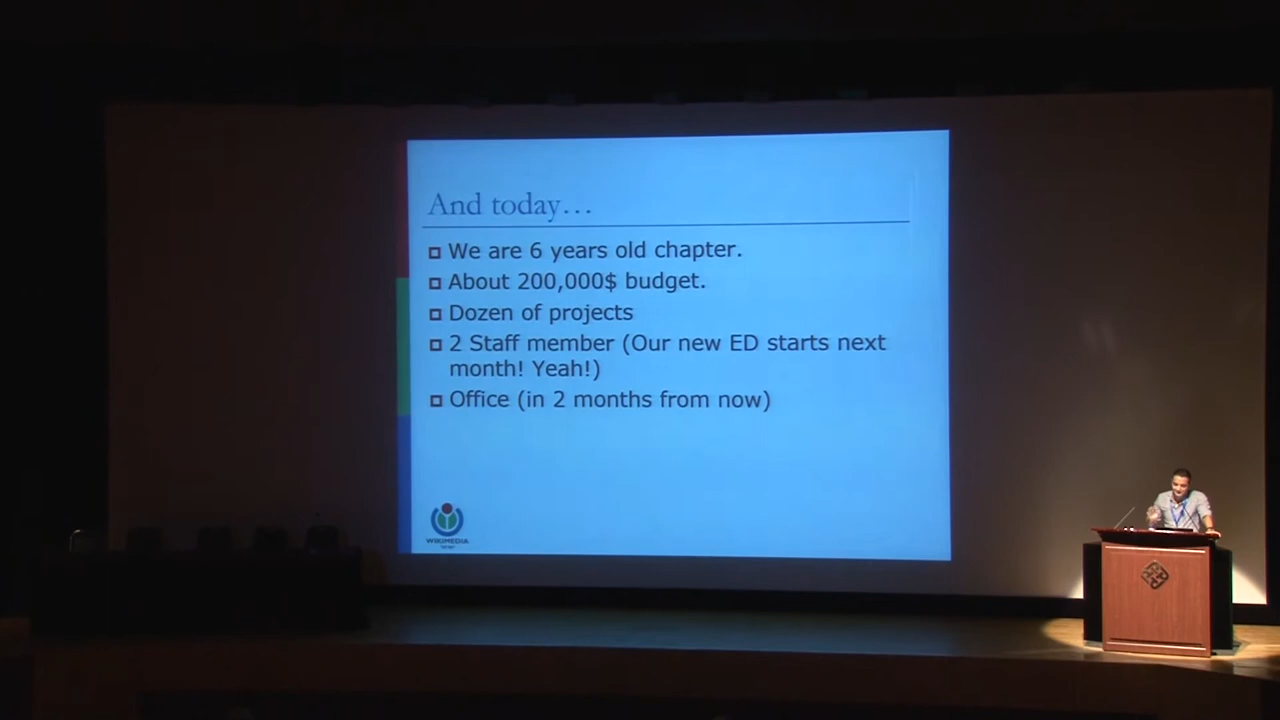 And today…
We are 6 years old chapter.
About 200,000$ budget.
Dozen of projects
2 Staff member (Our new ED starts next
month! Yeah!)
Office (in 2 months from now)
WIKIMEDIA